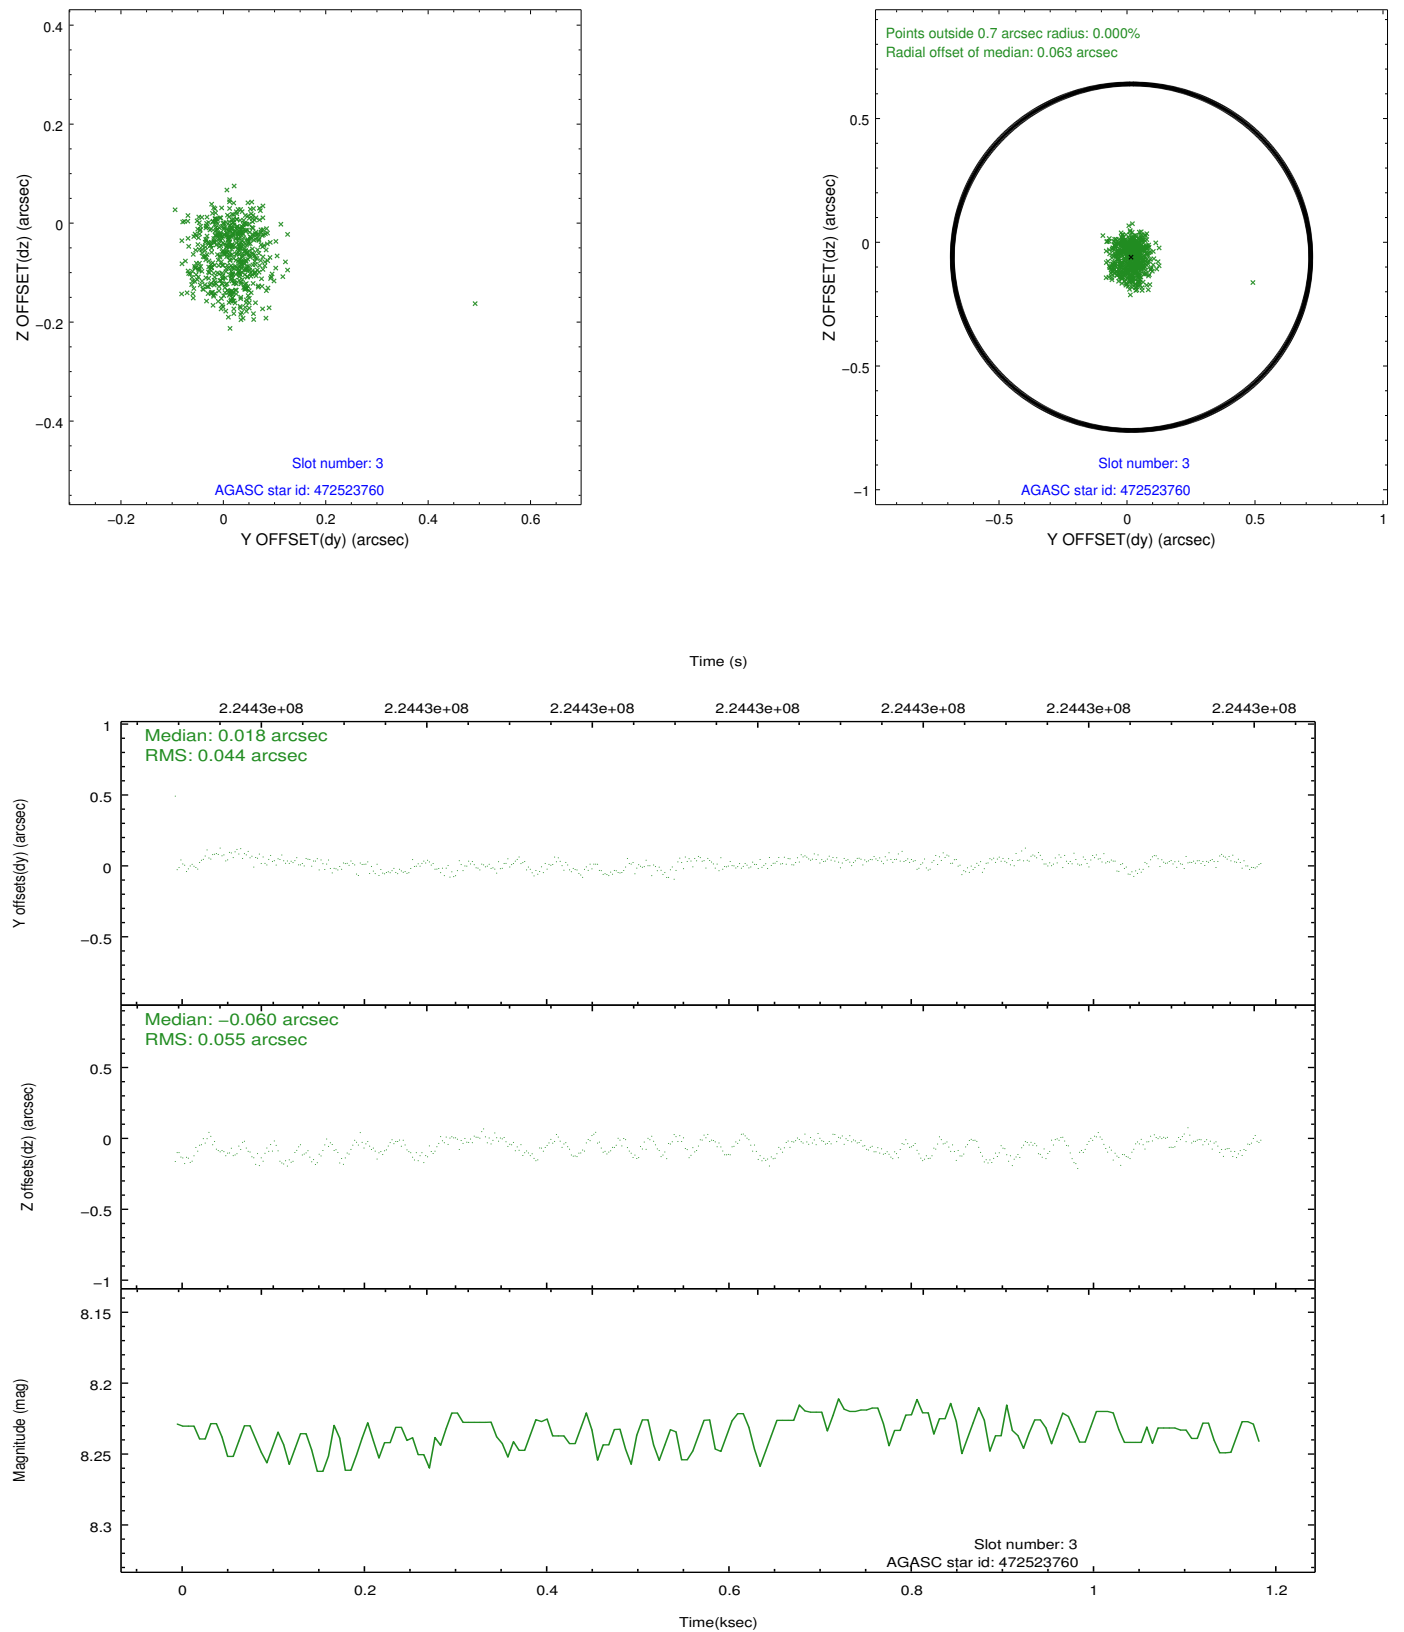 0.4
0.2
0
−0.2
−0.4
Z OFFSET(dz) (arcsec)
Slot number: 3
AGASC star id: 472523760
−0.2 0 0.2 0.4 0.6
Y OFFSET(dy) (arcsec)
Points outside 0.7 arcsec radius: 0.000%
Radial offset of median: 0.063 arcsec
0.5
0
−0.5
−1
Z OFFSET(dz) (arcsec)
Slot number: 3
AGASC star id: 472523760
−0.5 0 0.5 1
Y OFFSET(dy) (arcsec)
Time (s)
2.2443e+08 2.2443e+08 2.2443e+08 2.2443e+08 2.2443e+08 2.2443e+08 2.2443e+08
Median: 0.018 arcsec
RMS: 0.044 arcsec
1
0.5
0
−0.5
Y offsets(dy) (arcsec)
Median: −0.060 arcsec
RMS: 0.055 arcsec
0.5
0
−0.5
−1
Z offsets(dz) (arcsec)
8.15
8.2
8.25
8.3
Magnitude (mag)
Slot number: 3
AGASC star id: 472523760
0 0.2 0.4 0.6 0.8 1 1.2
Time(ksec)